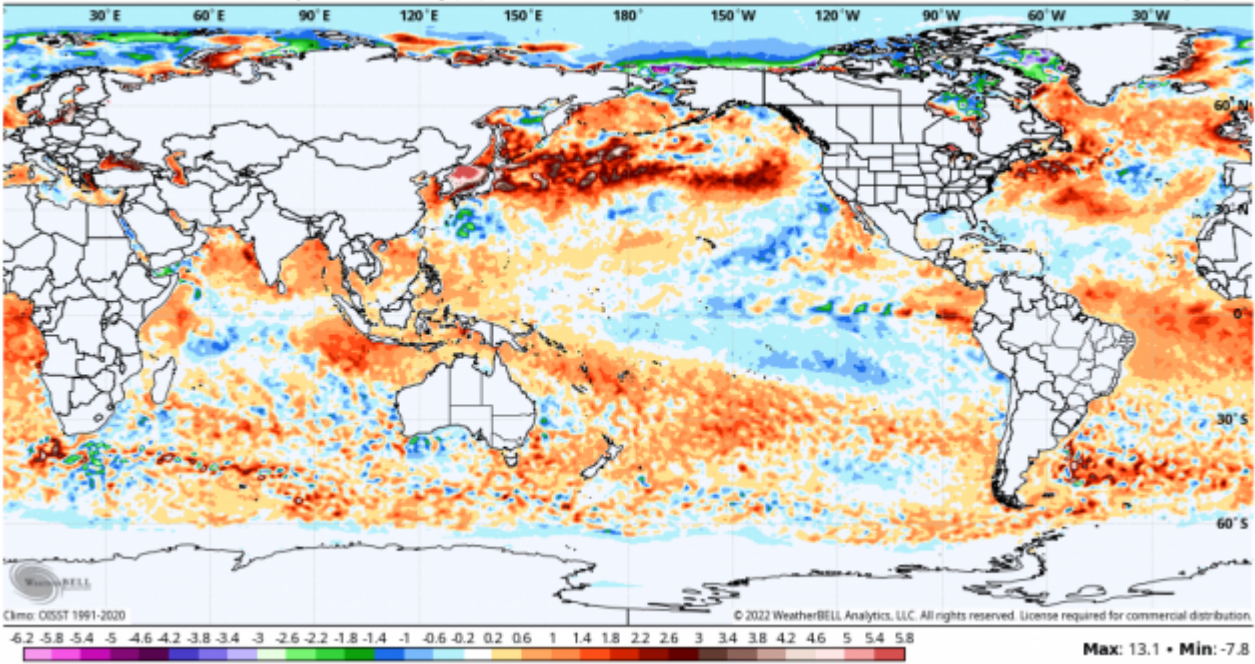 30°E 60°E 90°E 120°E 150°E 180° 150°W 120°W 90°W 60°W 30°W
60°N
30°N
0°
30°S
60°S
WEATHERBELL
Climo: OISST 1991-2020
© 2022 WeatherBELL Analytics, LLC. All rights reserved. License required for commercial distribution.
-6.2 -5.8 -5.4 -5 -4.6 -4.2 -3.8 -3.4 -3 -2.6 -2.2 -1.8 -1.4 -1 -0.6 -0.2 0.2 0.6 1 1.4 1.8 2.2 2.6 3 3.4 3.8 4.2 4.6 5 5.4 5.8
Max: 13.1 • Min: -7.8